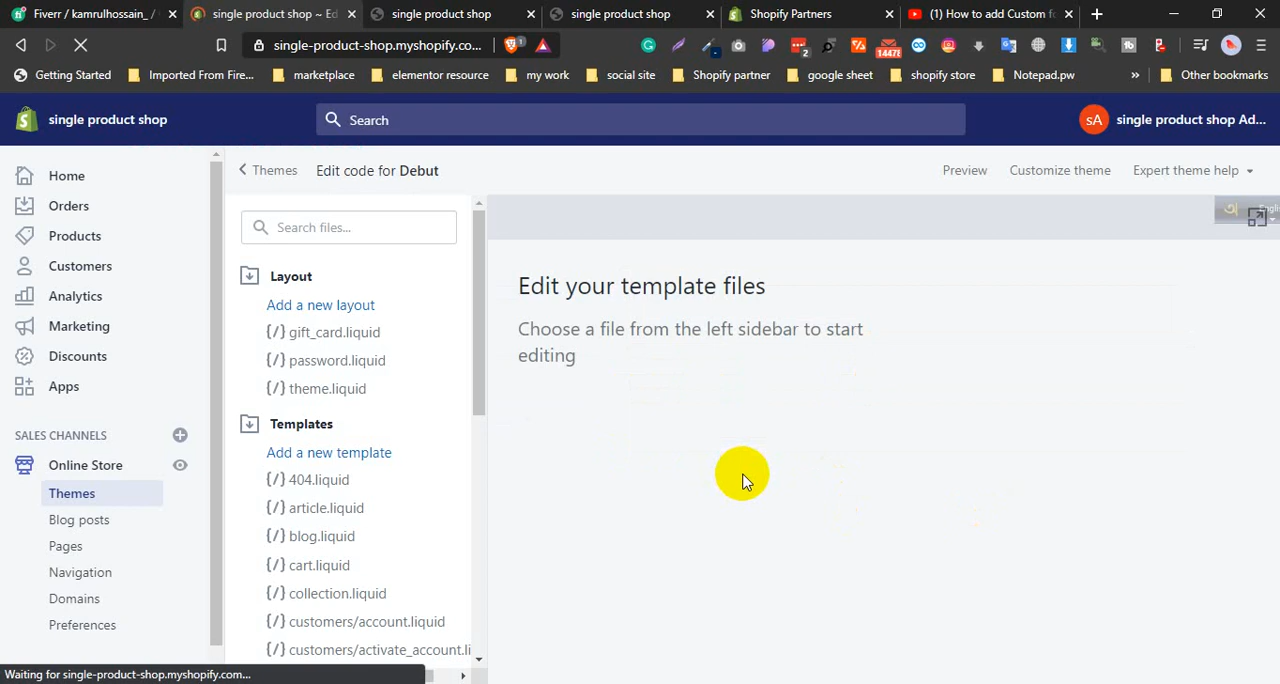 Fiverr / kamrulhossain_ /
single product shop ~ Ed
single product shop
single product shop
Shopify Partners
(1) How to add Custom fo
single-product-shop.myshopify.co...
1
2
14478
Getting Started
Imported From Fire...
marketplace
elementor resource
my work
social site
Shopify partner
google sheet
shopify store
Notepad.pw
»
Other bookmarks
single product shop
Search
sA
single product shop Ad...
Home
Orders
Products
Customers
Analytics
Marketing
Discounts
Apps
SALES CHANNELS
Online Store
Themes
Blog posts
Pages
Navigation
Domains
Preferences
Themes
Edit code for Debut
Preview
Customize theme
Expert theme help
Search files...
Layout
Add a new layout
{/} gift_card.liquid
{/} password.liquid
{/} theme.liquid
Templates
Add a new template
{/} 404.liquid
{/} article.liquid
{/} blog.liquid
{/} cart.liquid
{/} collection.liquid
{/} customers/account.liquid
{/} customers/activate_account.li
অ
Edit your template files
Choose a file from the left sidebar to start
editing
Waiting for single-product-shop.myshopify.com...